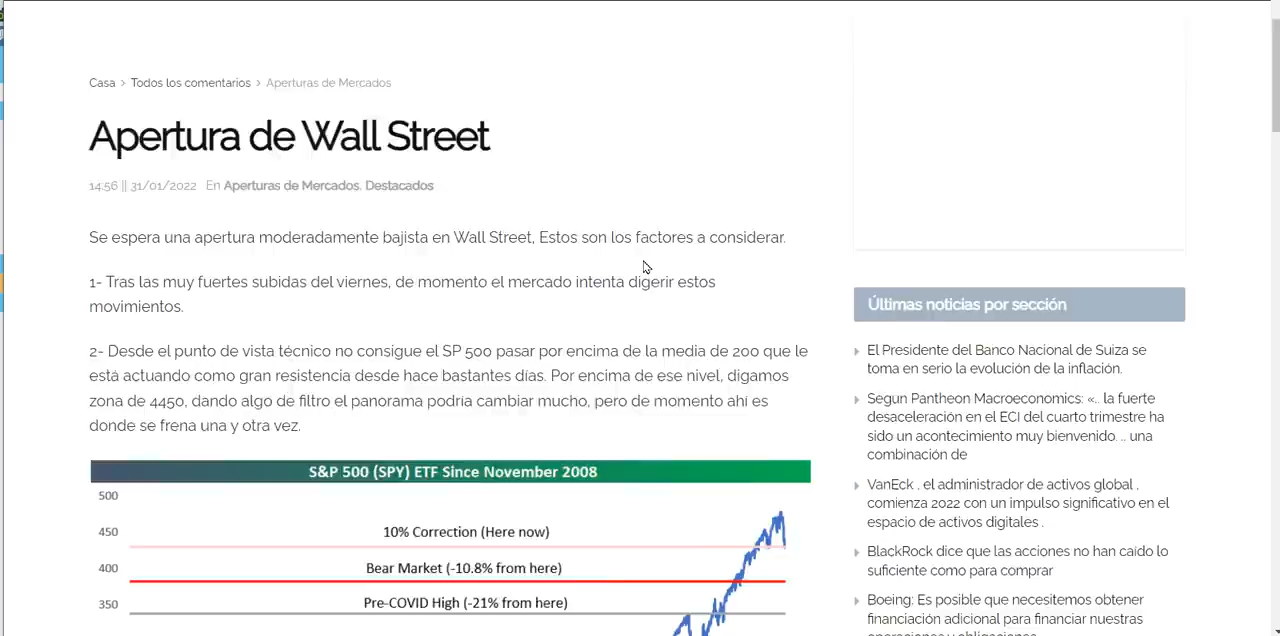 Casa > Todos los comentarios > Aperturas de Mercados
Apertura de Wall Street
14:56 || 31/01/2022 En Aperturas de Mercados, Destacados
Se espera una apertura moderadamente bajista en Wall Street, Estos son los factores a considerar.
1- Tras las muy fuertes subidas del viernes, de momento el mercado intenta digerir estos
movimientos.
2- Desde el punto de vista técnico no consigue el SP 500 pasar por encima de la media de 200 que le
está actuando como gran resistencia desde hace bastantes días. Por encima de ese nivel, digamos
zona de 4450, dando algo de filtro el panorama podría cambiar mucho, pero de momento ahí es
donde se frena una y otra vez.
S&P 500 (SPY) ETF Since November 2008
500
450
10% Correction (Here now)
400
Bear Market (-10.8% from here)
350
Pre-COVID High (-21% from here)
Últimas noticias por sección
El Presidente del Banco Nacional de Suiza se
toma en serio la evolución de la inflación.
Segun Pantheon Macroeconomics: «.. la fuerte
desaceleración en el ECI del cuarto trimestre ha
sido un acontecimiento muy bienvenido. .. una
combinación de
VanEck , el administrador de activos global ,
comienza 2022 con un impulso significativo en el
espacio de activos digitales .
BlackRock dice que las acciones no han caído lo
suficiente como para comprar
Boeing: Es posible que necesitemos obtener
financiación adicional para financiar nuestras
operaciones y obligaciones